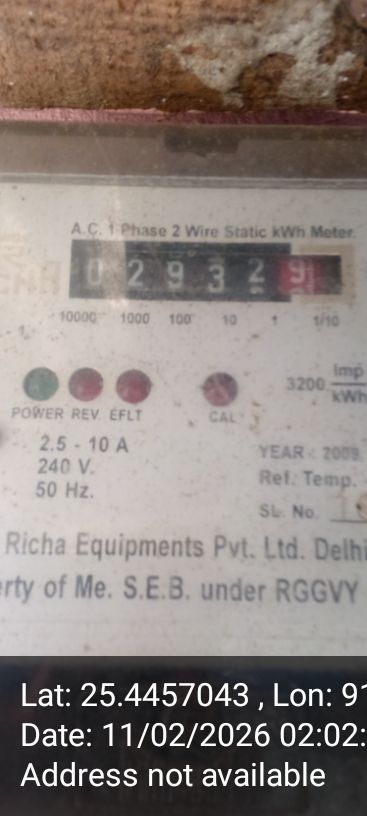 A.C. 1 Phase 2 Wire Static kWh Meter.
0 2 9 3 2 9
10000 1000 100 10 1 1/10
POWER REV EFLT CAL
3200 Imp
kWh
2.5 - 10 A
240 V.
50 Hz.
YEAR : 2009
Ref. Temp.
SL. No.
Richa Equipments Pvt. Ltd. Delhi
erty of Me. S.E.B. under RGGVY
Lat: 25.4457043 , Lon: 91
Date: 11/02/2026 02:02:
Address not available